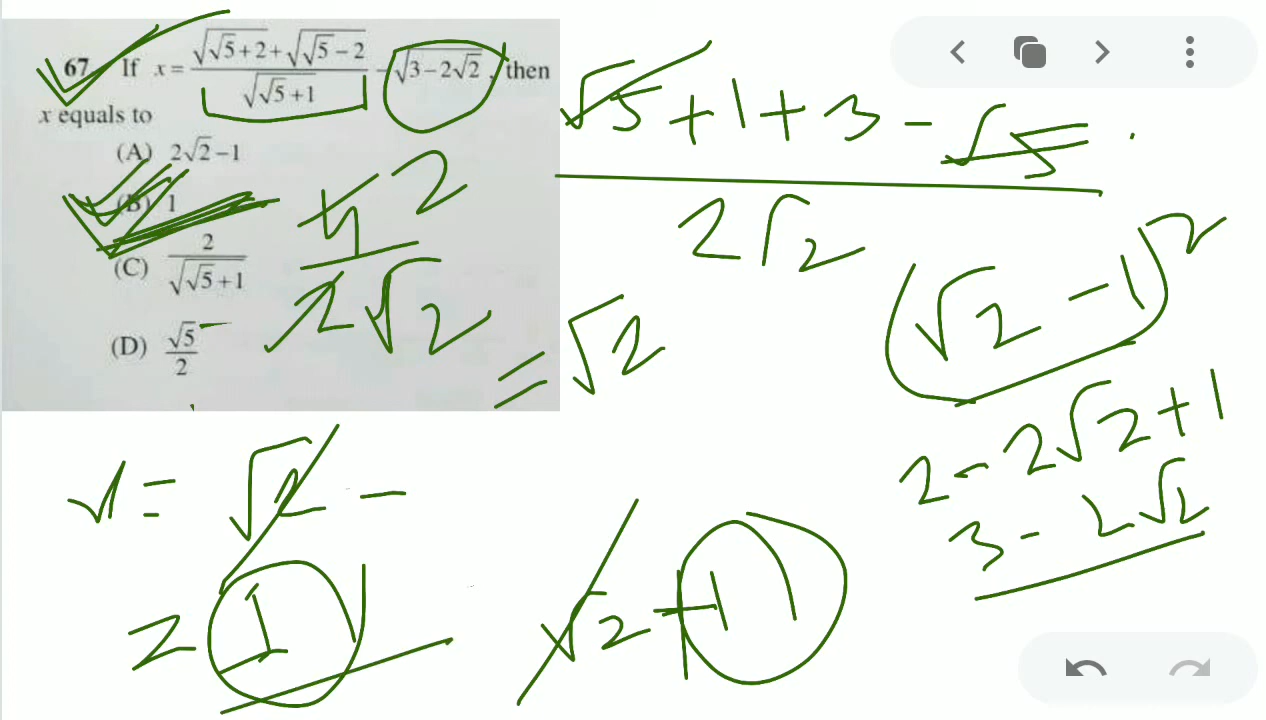 67. If x = √(√5+2) + √(√5−2) / √(√5+1) − √(3−2√2), then
x equals to
(A) 2√2−1
(B) 1
(C) 2/√(√5+1)
(D) √5/2
√5+1+3−√5
2√2
4 2
2√2
= √2
(√2 −1)²
2−2√2+1
3−2√2
= √2 −
√2 − 1
= 1